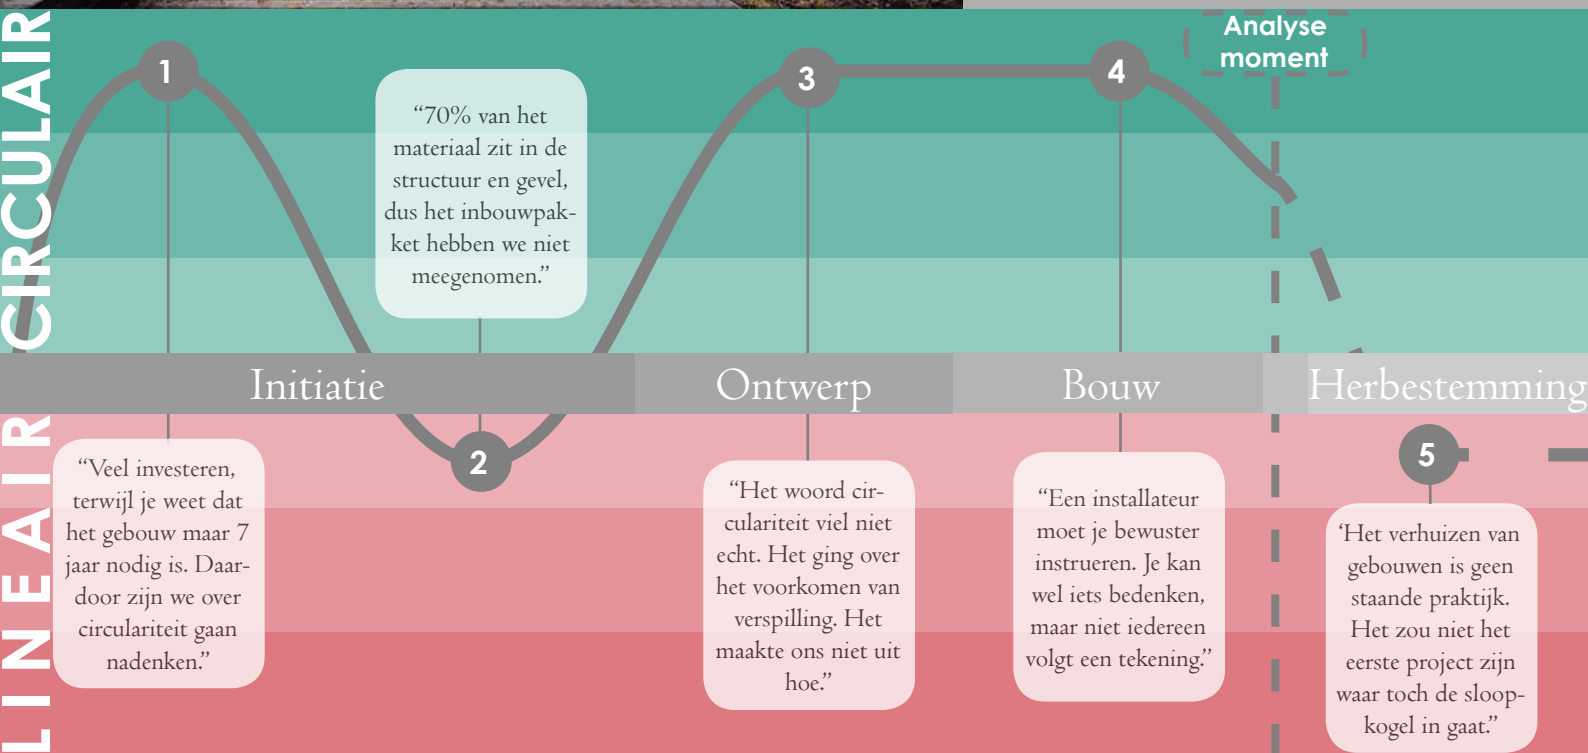 CIRCULAIR
LINEAIR
Analyse
moment
1
2
3
4
5
“70% van het
materiaal zit in de
structuur en gevel,
dus het inbouwpak-
ket hebben we niet
meegenomen.”
Initiatie
Ontwerp
Bouw
Herbestemming
“Veel investeren,
terwijl je weet dat
het gebouw maar 7
jaar nodig is. Daar-
door zijn we over
circulariteit gaan
nadenken.”
“Het woord cir-
culariteit viel niet
echt. Het ging over
het voorkomen van
verspilling. Het
maakte ons niet uit
hoe.”
“Een installateur
moet je bewuster
instrueren. Je kan
wel iets bedenken,
maar niet iedereen
volgt een tekening.”
‘Het verhuizen van
gebouwen is geen
staande praktijk.
Het zou niet het
eerste project zijn
waar toch de sloop-
kogel in gaat.”